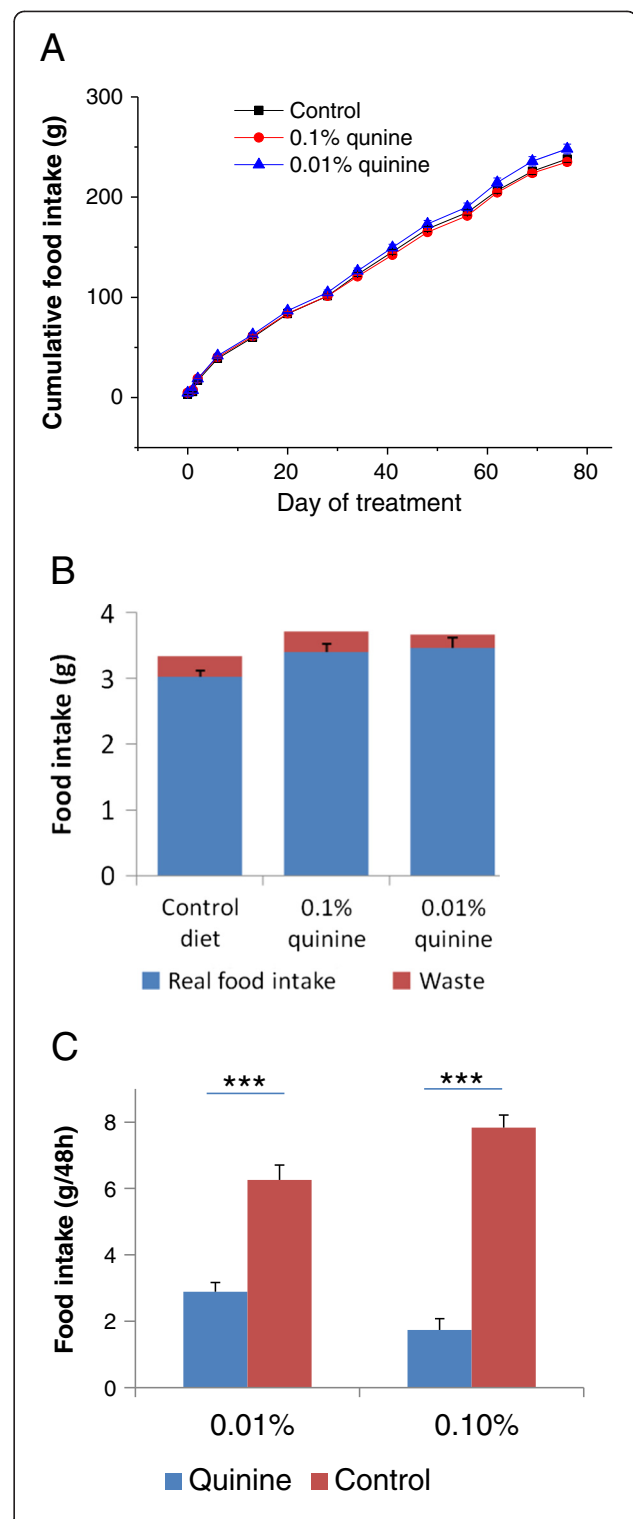 A
Cumulative food intake (g)
300
200
100
0
Control
0.1% qunine
0.01% quinine
0 20 40 60 80
Day of treatment
B
Food intake (g)
4
3
2
1
0
Control diet
0.1% quinine
0.01% quinine
Real food intake Waste
C
Food intake (g/48h)
8
6
4
2
0
*** ***
0.01% 0.10%
Quinine Control